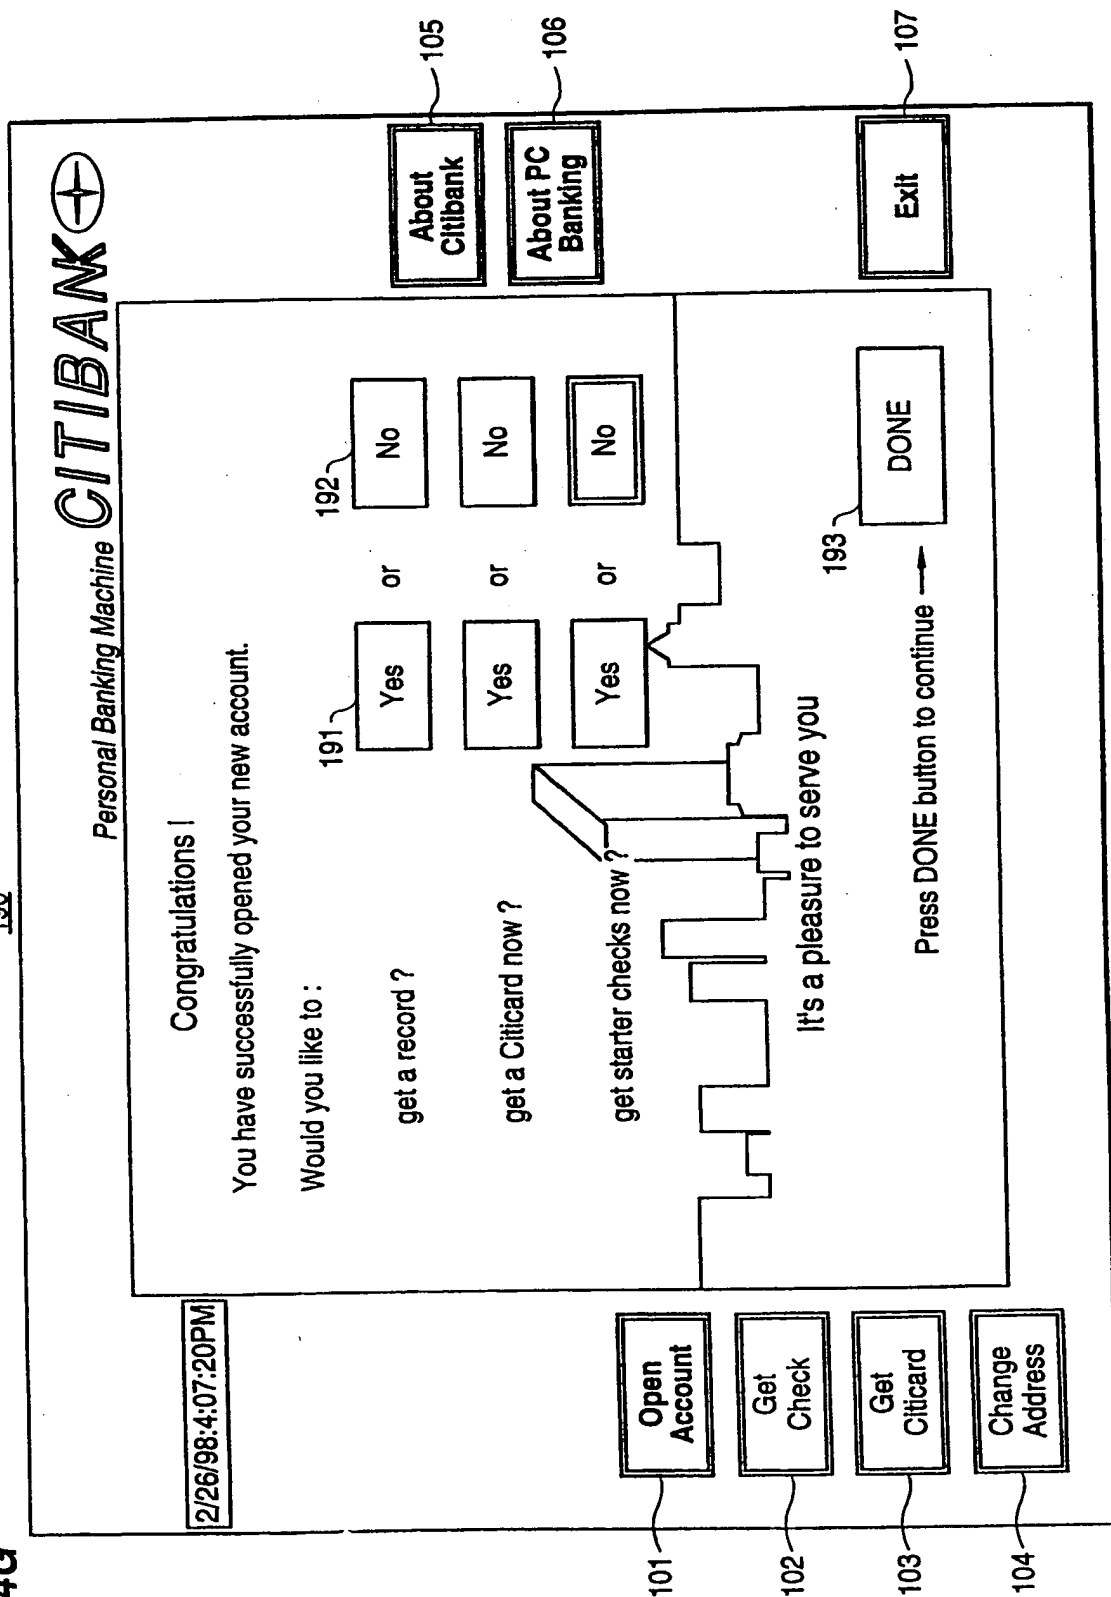 Personal Banking Machine CITIBANK
2/26/98:4:07:20PM
Congratulations !
You have successfully opened your new account.
Would you like to :
191
192
get a record ? Yes or No
get a Citicard now ? Yes or No
get starter checks now ? Yes or No
It's a pleasure to serve you
193
Press DONE button to continue DONE
101
Open
Account
102
Get
Check
103
Get
Citicard
104
Change
Address
About
Citibank
105
About PC
Banking
106
Exit
107